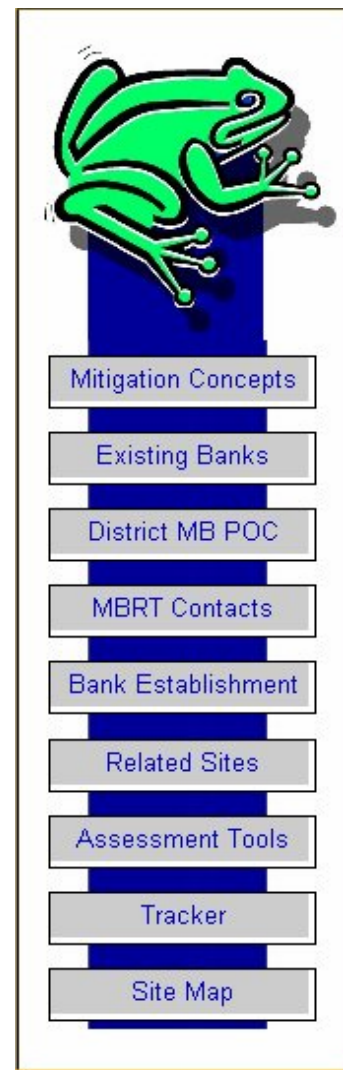 Mitigation Concepts
Existing Banks
District MB POC
MBRT Contacts
Bank Establishment
Related Sites
Assessment Tools
Tracker
Site Map